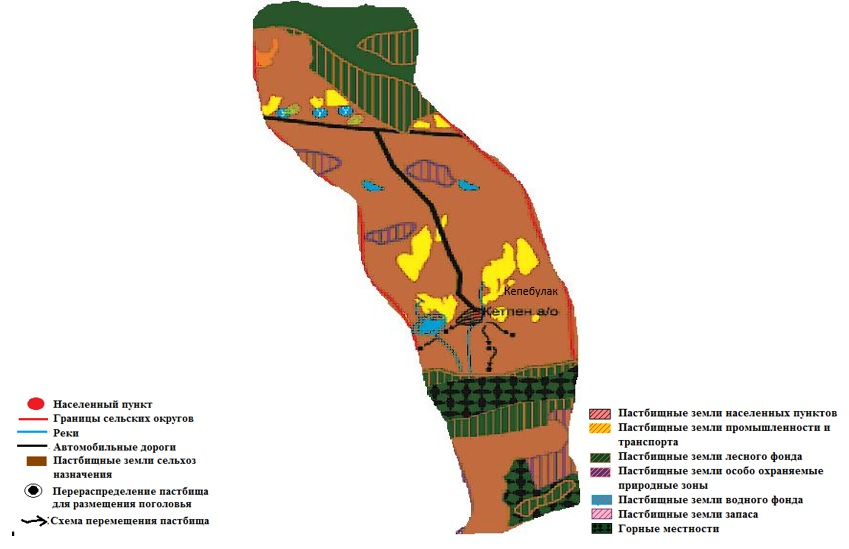 Кепебулак
Кетпен а/о
Населенный пункт
Границы сельских округов
Реки
Автомобильные дороги
Пастбищные земли сельхоз
назначения
Перераспределение пастбища
для размещения поголовья
Схема перемещения пастбища
Пастбищные земли населенных пунктов
Пастбищные земли промышленности и
транспорта
Пастбищные земли лесного фонда
Пастбищные земли особо охраняемые
природные зоны
Пастбищные земли водного фонда
Пастбищные земли запаса
Горные местности